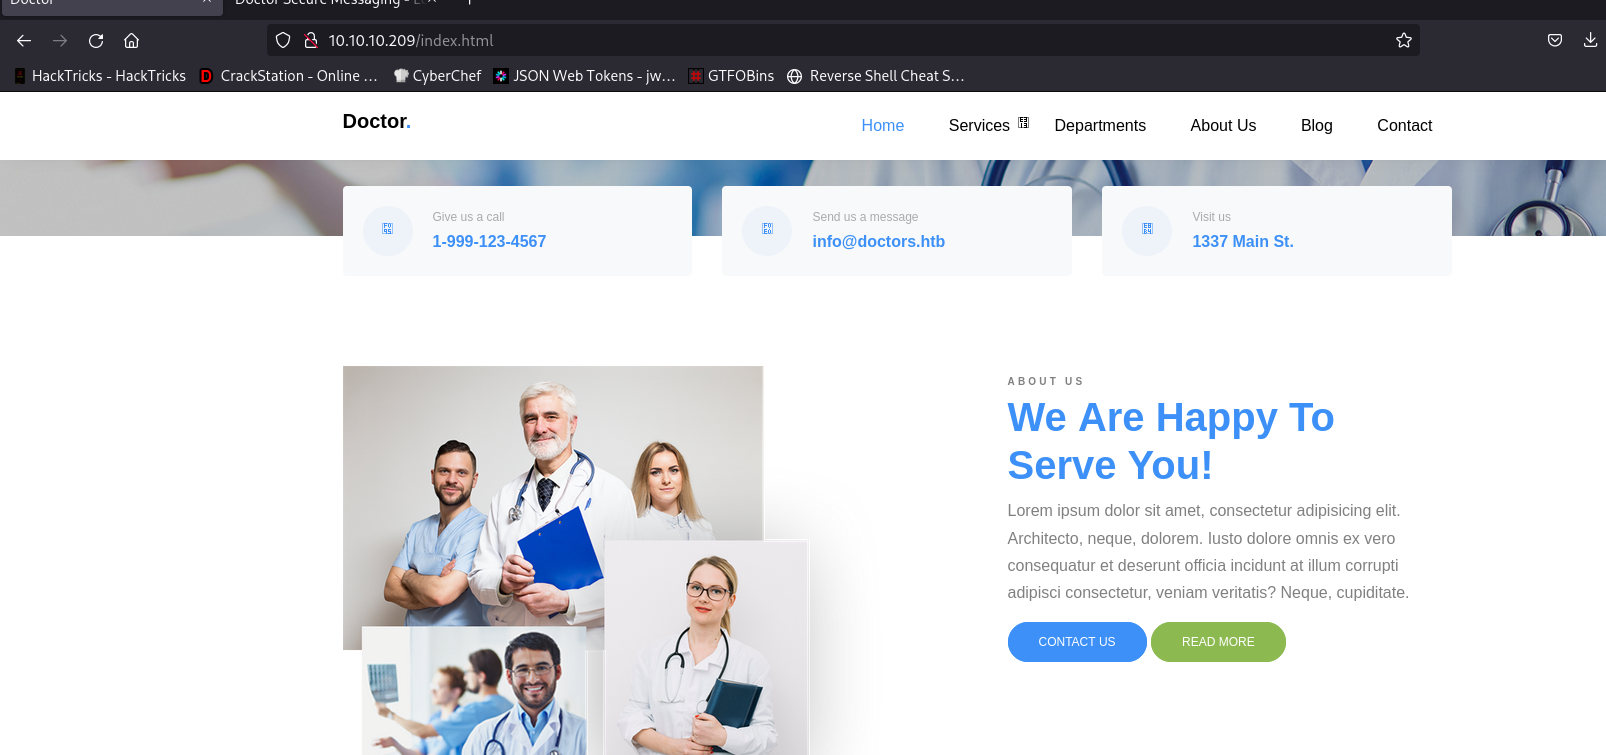 Doctor
Doctor Secure Messaging -
10.10.10.209/index.html
HackTricks - HackTricks
CrackStation - Online ...
CyberChef
JSON Web Tokens - jw...
GTFOBins
Reverse Shell Cheat S...
Doctor.
Home
Services
Departments
About Us
Blog
Contact
Give us a call
1-999-123-4567
Send us a message
info@doctors.htb
Visit us
1337 Main St.
ABOUT US
We Are Happy To
Serve You!
Lorem ipsum dolor sit amet, consectetur adipisicing elit.
Architecto, neque, dolorem. Iusto dolore omnis ex vero
consequatur et deserunt officia incidunt at illum corrupti
adipisci consectetur, veniam veritatis? Neque, cupiditate.
CONTACT US
READ MORE